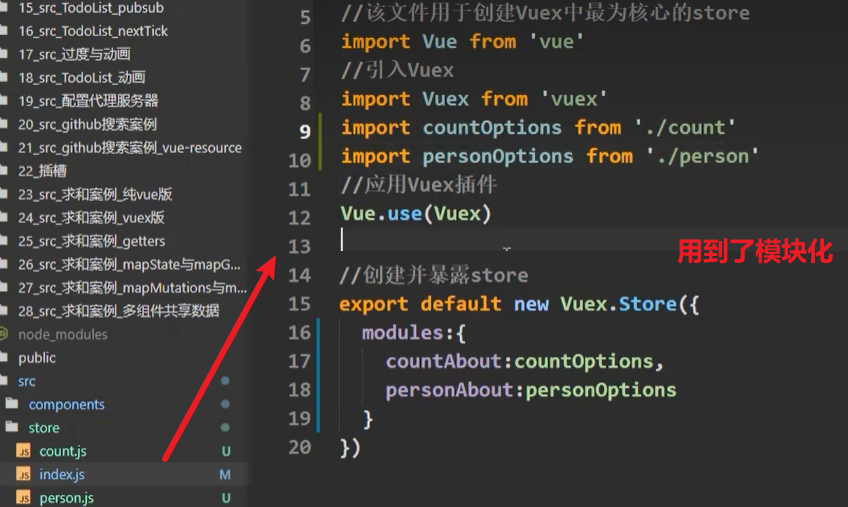 15_src_TodoList_pubsub
16_src_TodoList_nextTick
17_src_过度与动画
18_src_TodoList_动画
19_src_配置代理服务器
20_src_github搜索案例
21_src_github搜索案例_vue-resource
22_插槽
23_src_求和案例_纯vue版
24_src_求和案例_vuex版
25_src_求和案例_getters
26_src_求和案例_mapState与mapG...
27_src_求和案例_mapMutations与m...
28_src_求和案例_多组件共享数据
node_modules
public
src
components
store
JS count.js U
JS index.js M
JS person.js U
5 //该文件用于创建Vuex中最为核心的store
6 import Vue from 'vue'
7 //引入Vuex
8 import Vuex from 'vuex'
9 import countOptions from './count'
10 import personOptions from './person'
11 //应用Vuex插件
12 Vue.use(Vuex)
13
用到了模块化
14 //创建并暴露store
15 export default new Vuex.Store({
16 modules:{
17 countAbout:countOptions,
18 personAbout:personOptions
19 }
20 })